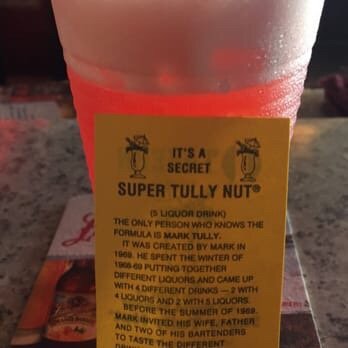 IT'S A
SECRET
SUPER TULLY NUT®
(5 LIQUOR DRINK)
THE ONLY PERSON WHO KNOWS THE
FORMULA IS MARK TULLY.
IT WAS CREATED BY MARK IN
1969. HE SPENT THE WINTER OF
1968-69 PUTTING TOGETHER
DIFFERENT LIQUORS AND CAME UP
WITH 4 DIFFERENT DRINKS — 2 WITH
4 LIQUORS AND 2 WITH 5 LIQUORS.
BEFORE THE SUMMER OF 1969,
MARK INVITED HIS WIFE, FATHER
AND TWO OF HIS BARTENDERS
TO TASTE THE DIFFERENT